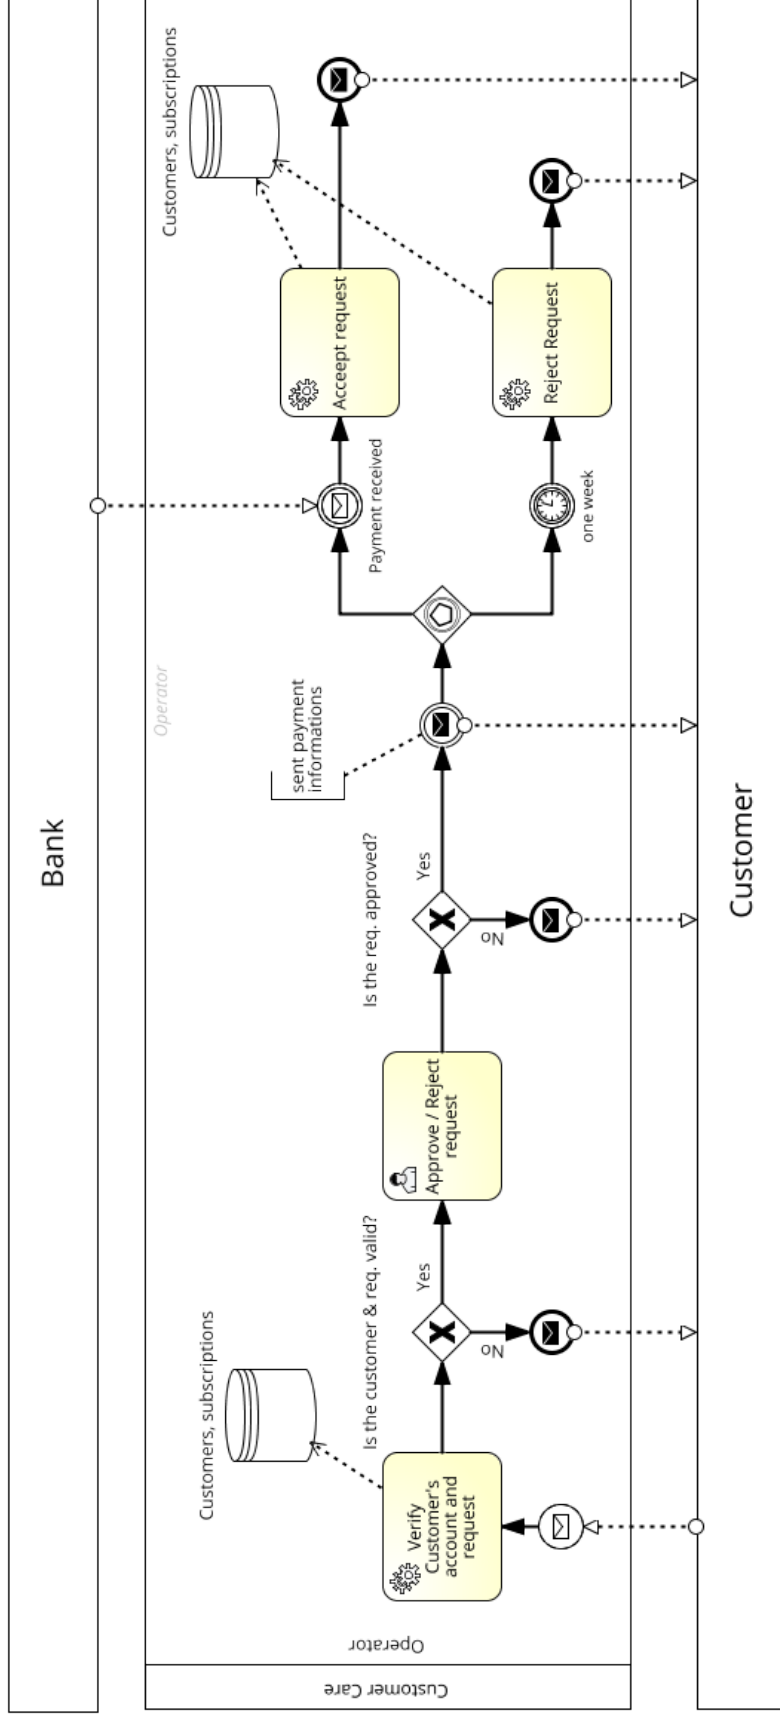 Bank
Customer Care
Operator
Operator
Verify
Customer's
account and
request
Customers, subscriptions
Is the customer & req. valid?
Yes
No
Approve / Reject
request
Is the req. approved?
Yes
No
sent payment
informations
Payment received
one week
Acceept request
Reject Request
Customers, subscriptions
Customer